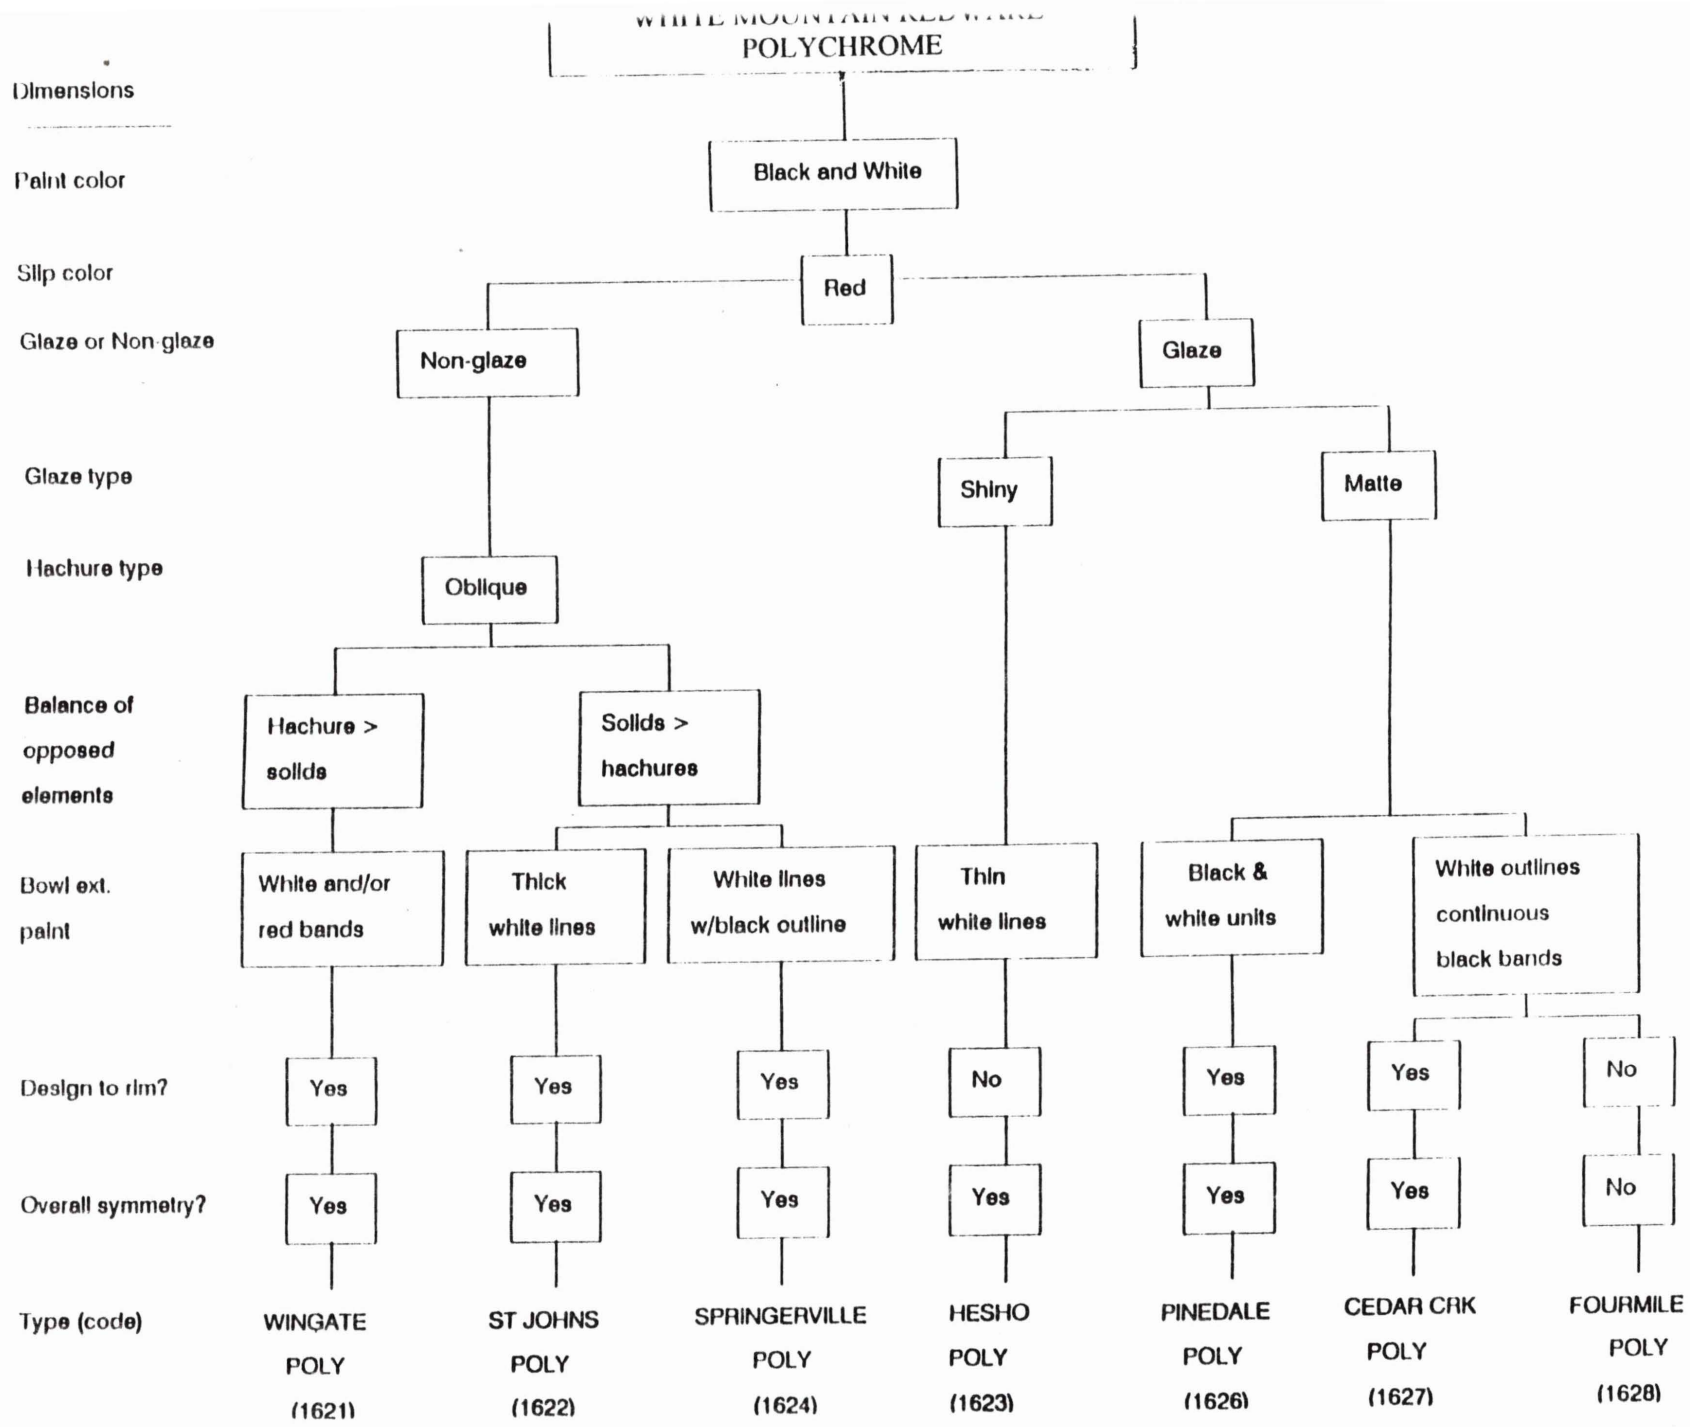 WHITE MOUNTAIN REDWARE
POLYCHROME
Dimensions
Paint color
Black and White
Slip color
Red
Glaze or Non-glaze
Non-glaze
Glaze
Glaze type
Shiny
Matte
Hachure type
Oblique
Balance of
opposed
elements
Hachure >
solids
Solids >
hachures
Bowl ext.
paint
White and/or
red bands
Thick
white lines
White lines
w/black outline
Thin
white lines
Black &
white units
White outlines
continuous
black bands
Design to rim?
Yes
Yes
Yes
No
Yes
Yes
No
Overall symmetry?
Yes
Yes
Yes
Yes
Yes
Yes
No
Type (code)
WINGATE
POLY
(1621)
ST JOHNS
POLY
(1622)
SPRINGERVILLE
POLY
(1624)
HESHO
POLY
(1623)
PINEDALE
POLY
(1626)
CEDAR CRK
POLY
(1627)
FOURMILE
POLY
(1628)